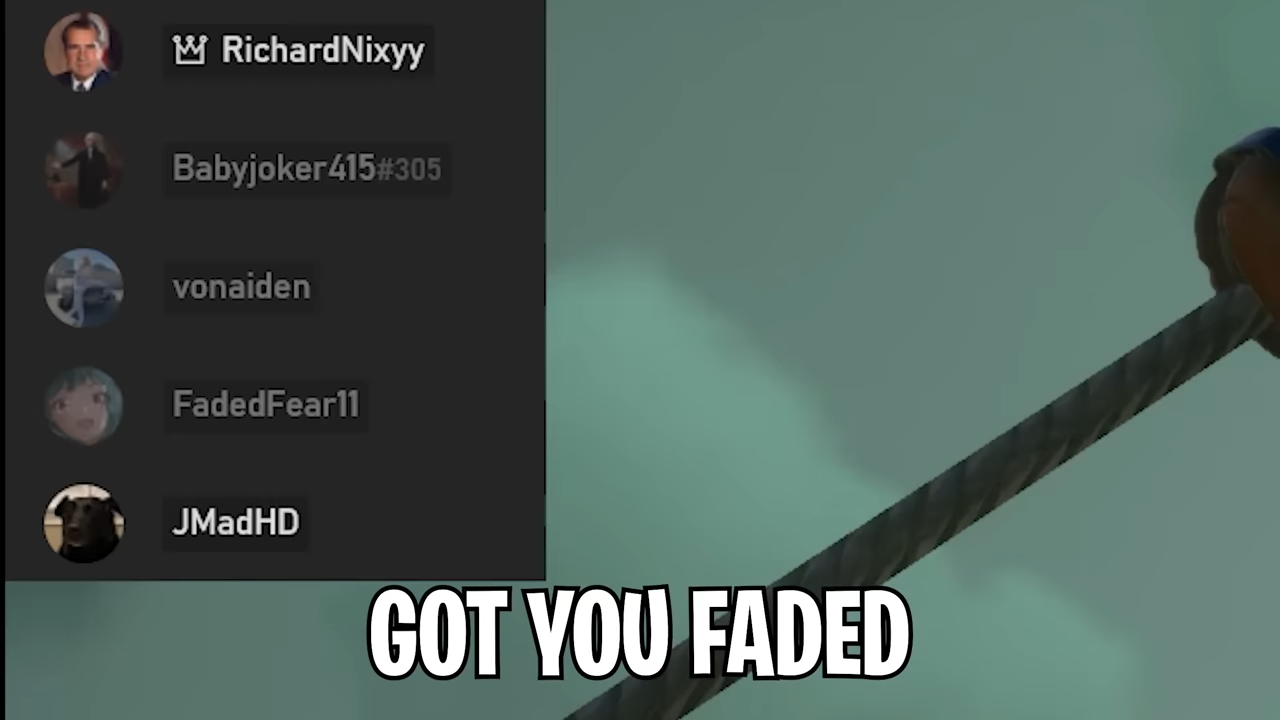 RichardNixyy
Babyjoker415#305
vonaiden
FadedFear11
JMadHD
GOT YOU FADED